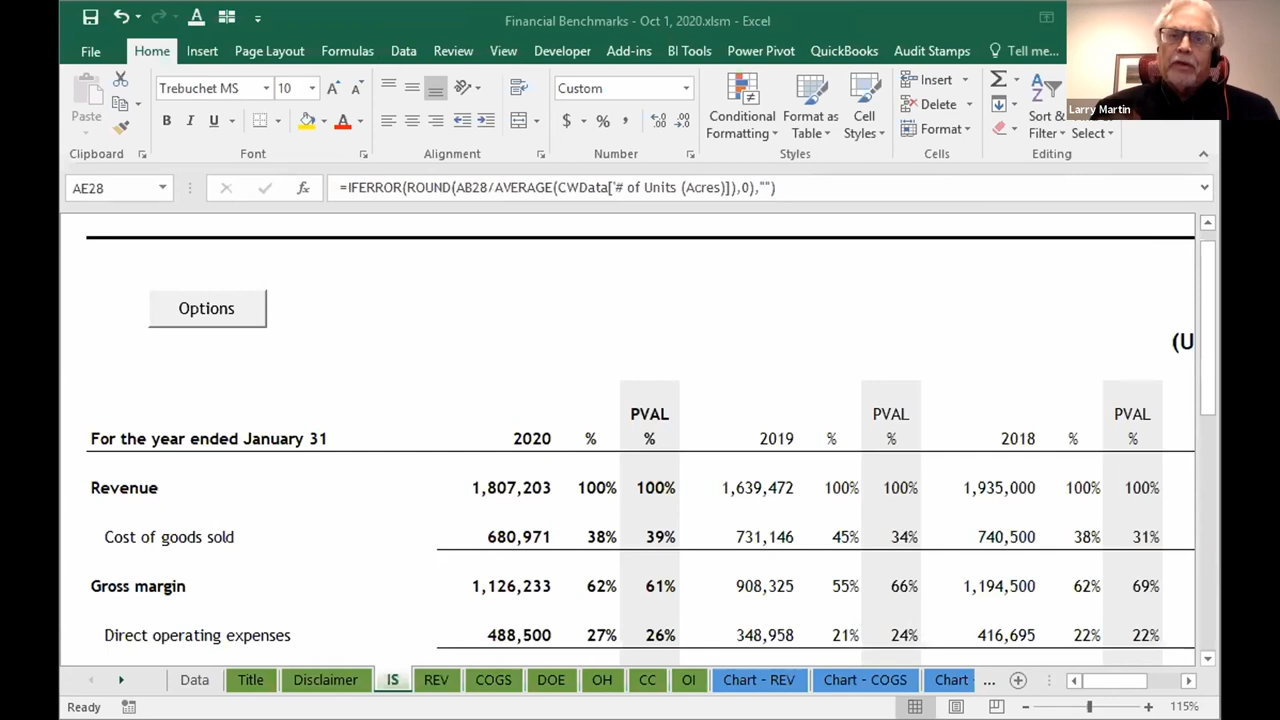 Financial Benchmarks - Oct 1, 2020.xlsm - Excel
File Home Insert Page Layout Formulas Data Review View Developer Add-ins BI Tools Power Pivot QuickBooks Audit Stamps Tell me...
Larry Martin
Trebuchet MS 10 Custom
Paste
B I U A $ % ,
Conditional Formatting
Format as Table
Cell Styles
Insert
Delete
Format
Sort & Filter
Find & Select
Clipboard Font Alignment Number Styles Cells Editing
AE28 fx =IFERROR(ROUND(AB28/AVERAGE(CWData['# of Units (Acres)]),0),"")
Options
(U
PVAL PVAL PVAL
For the year ended January 31 2020 % % 2019 % % 2018 % %
Revenue 1,807,203 100% 100% 1,639,472 100% 100% 1,935,000 100% 100%
Cost of goods sold 680,971 38% 39% 731,146 45% 34% 740,500 38% 31%
Gross margin 1,126,233 62% 61% 908,325 55% 66% 1,194,500 62% 69%
Direct operating expenses 488,500 27% 26% 348,958 21% 24% 416,695 22% 22%
Data Title Disclaimer IS REV COGS DOE OH CC OI Chart - REV Chart - COGS Chart ...
Ready 115%